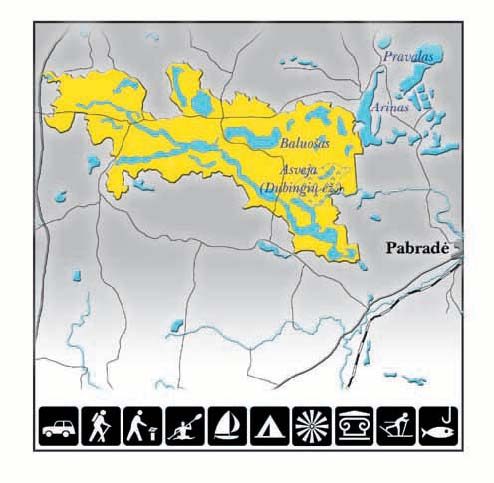 Pravalas
Arinas
Baluošas
Asveja
(Dubingių ež.)
Pabradė